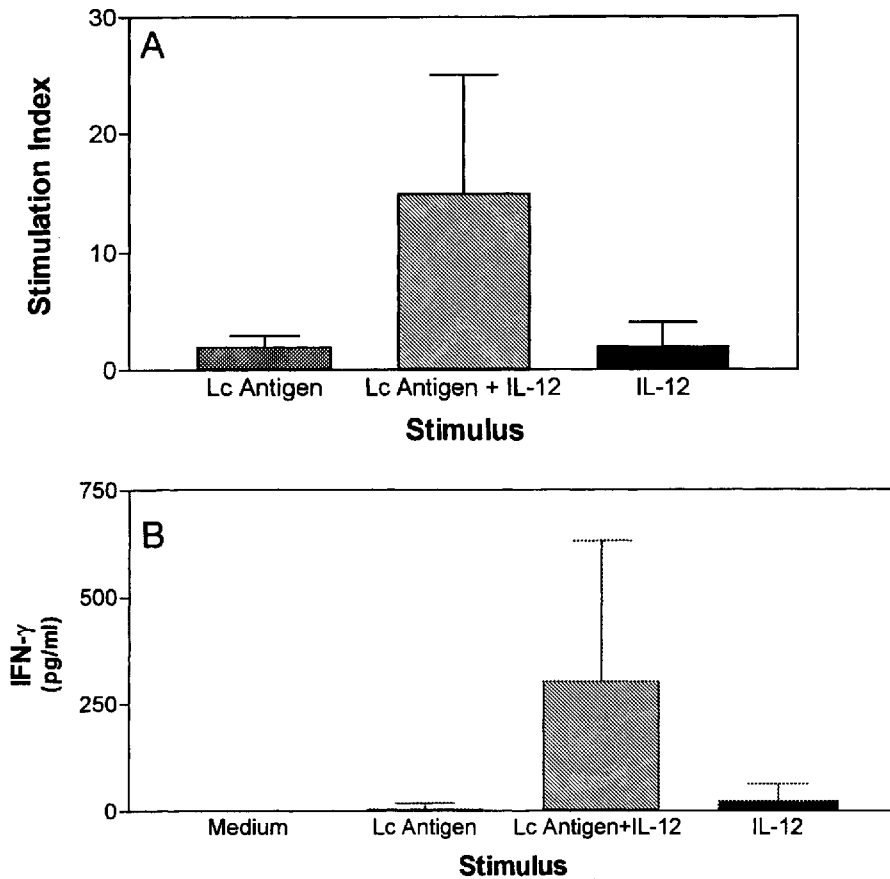 A
30
20
10
0
Stimulation Index
Lc Antigen Lc Antigen + IL-12 IL-12
Stimulus
B
750
500
250
0
IFN-γ
(pg/ml)
Medium Lc Antigen Lc Antigen+IL-12 IL-12
Stimulus